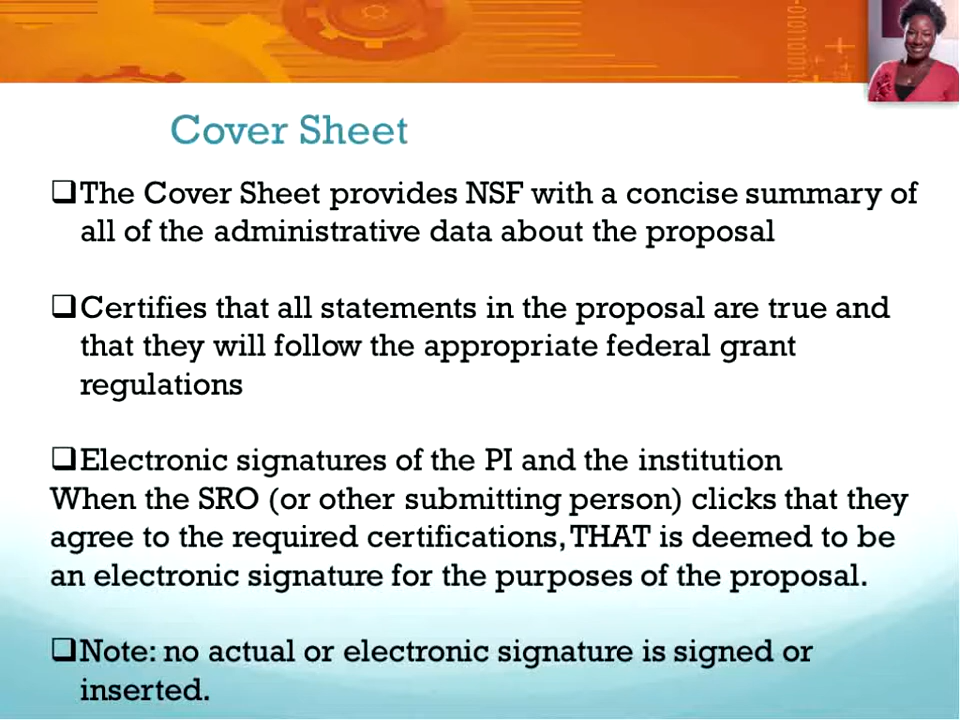 Cover Sheet
❑The Cover Sheet provides NSF with a concise summary of
all of the administrative data about the proposal
❑Certifies that all statements in the proposal are true and
that they will follow the appropriate federal grant
regulations
❑Electronic signatures of the PI and the institution
When the SRO (or other submitting person) clicks that they
agree to the required certifications, THAT is deemed to be
an electronic signature for the purposes of the proposal.
❑Note: no actual or electronic signature is signed or
inserted.